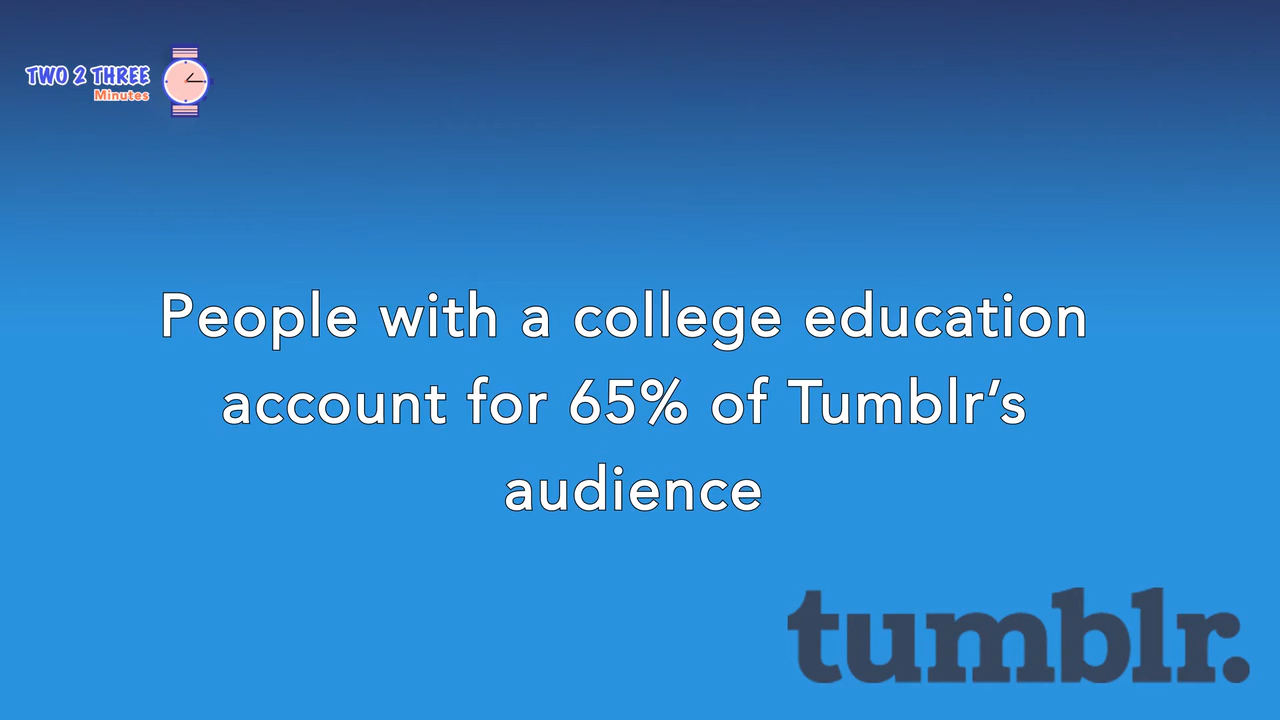 TWO 2 THREE
Minutes
People with a college education
account for 65% of Tumblr’s
audience
tumblr.